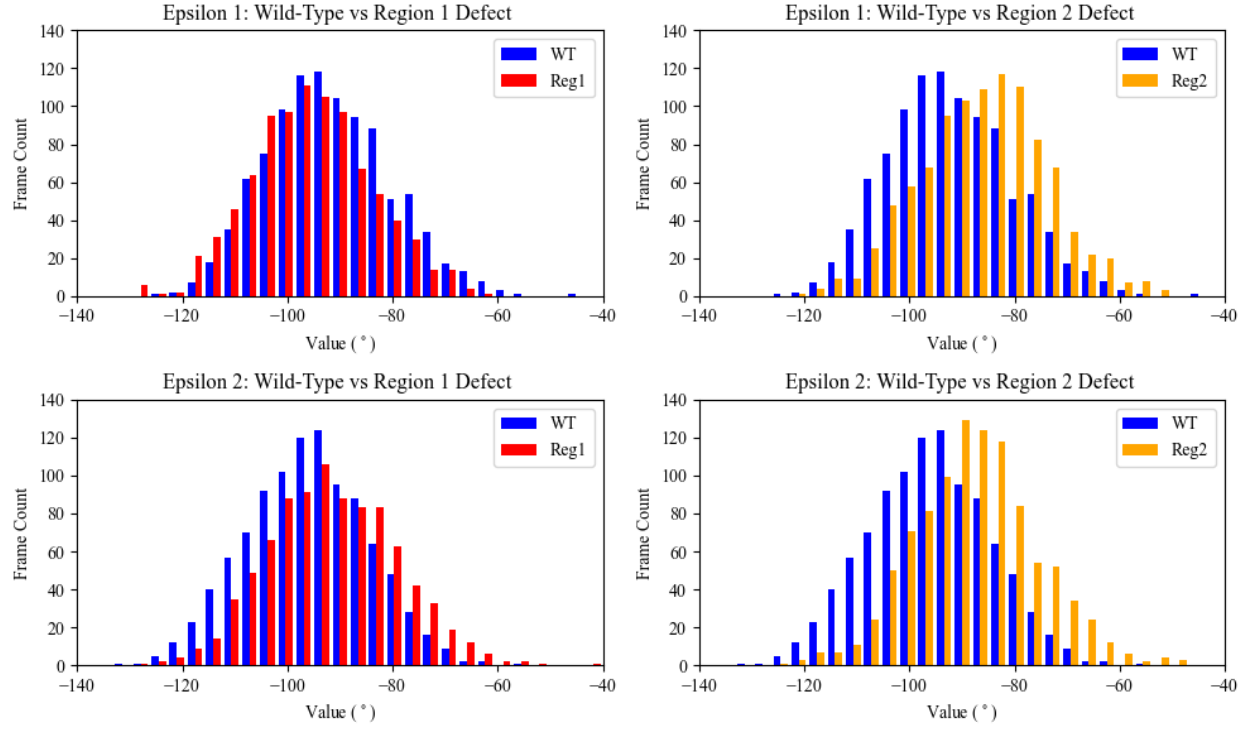 Epsilon 1: Wild-Type vs Region 1 Defect
140
120
100
80
60
40
20
0
Frame Count
WT
Reg1
−140 −120 −100 −80 −60 −40
Value (°)
Epsilon 1: Wild-Type vs Region 2 Defect
140
120
100
80
60
40
20
0
Frame Count
WT
Reg2
−140 −120 −100 −80 −60 −40
Value (°)
Epsilon 2: Wild-Type vs Region 1 Defect
140
120
100
80
60
40
20
0
Frame Count
WT
Reg1
−140 −120 −100 −80 −60 −40
Value (°)
Epsilon 2: Wild-Type vs Region 2 Defect
140
120
100
80
60
40
20
0
Frame Count
WT
Reg2
−140 −120 −100 −80 −60 −40
Value (°)